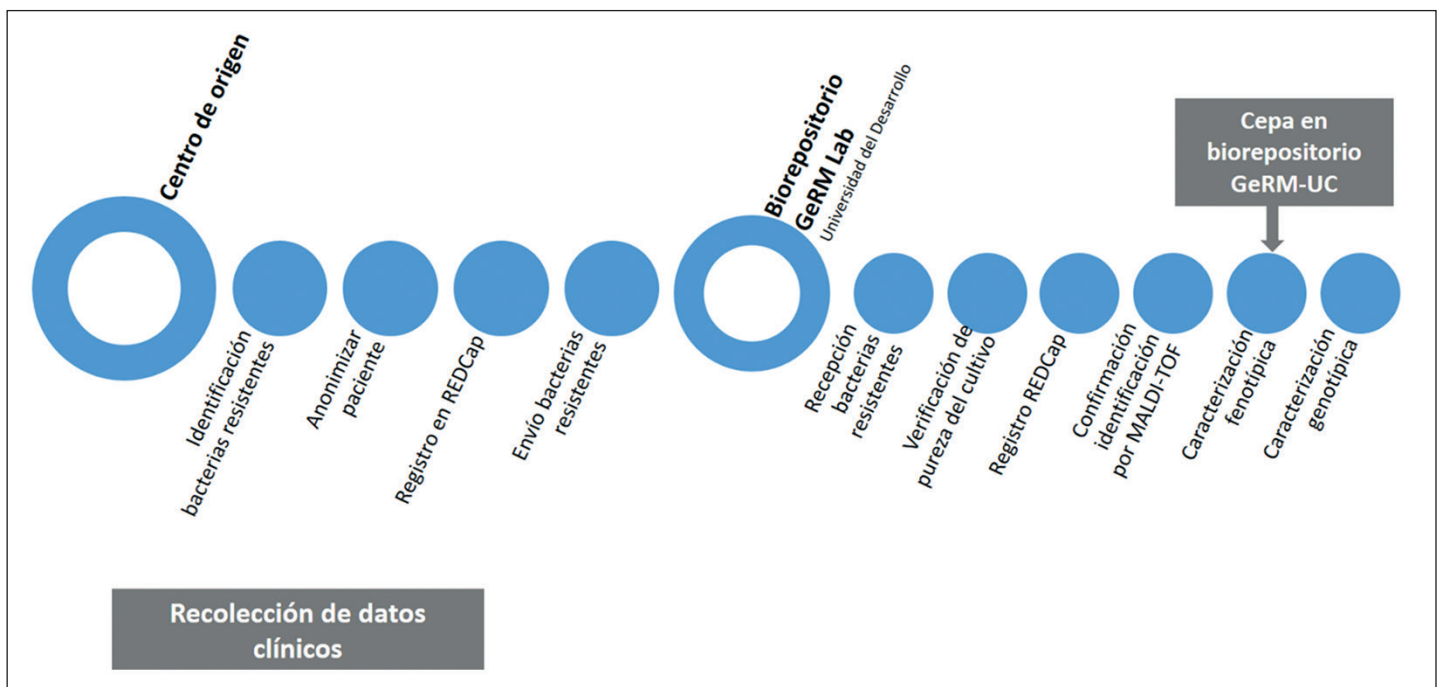 Centro de origen
Identificación
bacterias resistentes
Anonimizar
paciente
Registro en REDCap
Envío bacterias
resistentes
Biorepositorio
GeRM Lab
Universidad del Desarrollo
Recepción
bacterias
resistentes
Verificación de
pureza del cultivo
Registro REDCap
Confirmación
identificación
por MALDI-TOF
Cepa en
biorepositorio
GeRM-UC
Caracterización
fenotípica
Caracterización
genotípica
Recolección de datos
clínicos